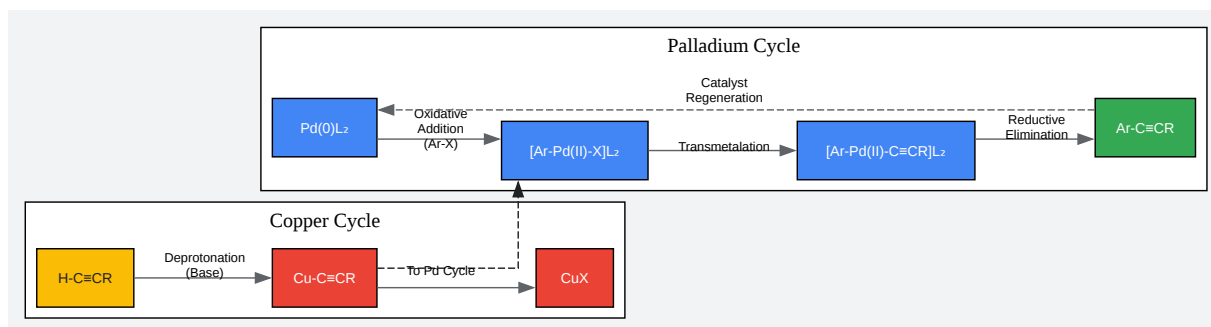 Palladium Cycle
Catalyst
Regeneration
Pd(0)L₂
Oxidative
Addition
(Ar-X)
[Ar-Pd(II)-X]L₂
Transmetalation
[Ar-Pd(II)-C≡CR]L₂
Reductive
Elimination
Ar-C≡CR
Copper Cycle
H-C≡CR
Deprotonation
(Base)
Cu-C≡CR
To Pd Cycle
CuX